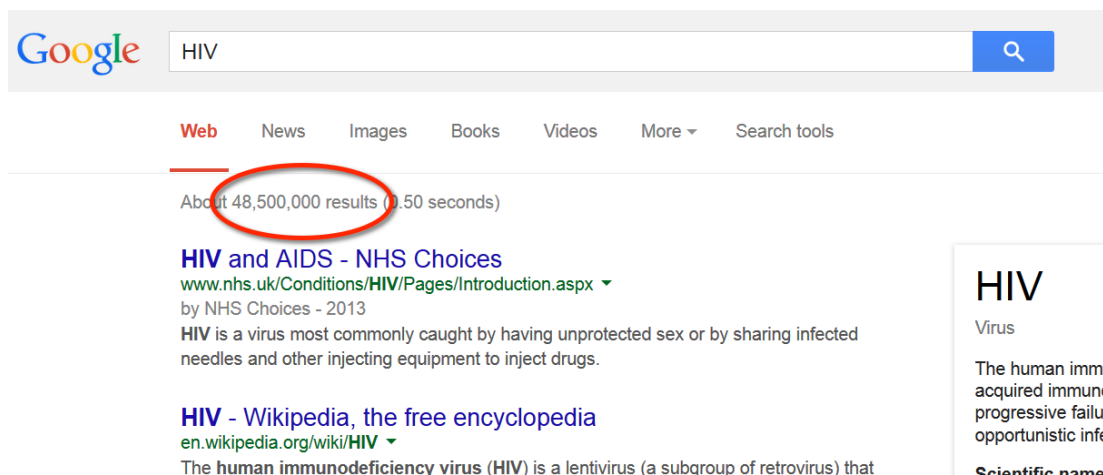 Google HIV
Web News Images Books Videos More Search tools
About 48,500,000 results (0.50 seconds)
HIV and AIDS - NHS Choices
www.nhs.uk/Conditions/HIV/Pages/Introduction.aspx
by NHS Choices - 2013
HIV is a virus most commonly caught by having unprotected sex or by sharing infected
needles and other injecting equipment to inject drugs.
HIV - Wikipedia, the free encyclopedia
en.wikipedia.org/wiki/HIV
The human immunodeficiency virus (HIV) is a lentivirus (a subgroup of retrovirus) that
HIV
Virus
The human imm
acquired immun
progressive failu
opportunistic infe
Scientific name